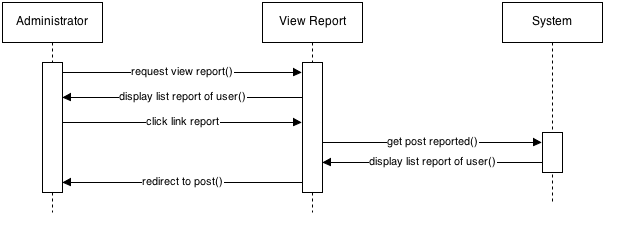 Administrator
View Report
System
request view report()
display list report of user()
click link report
get post reported()
display list report of user()
redirect to post()